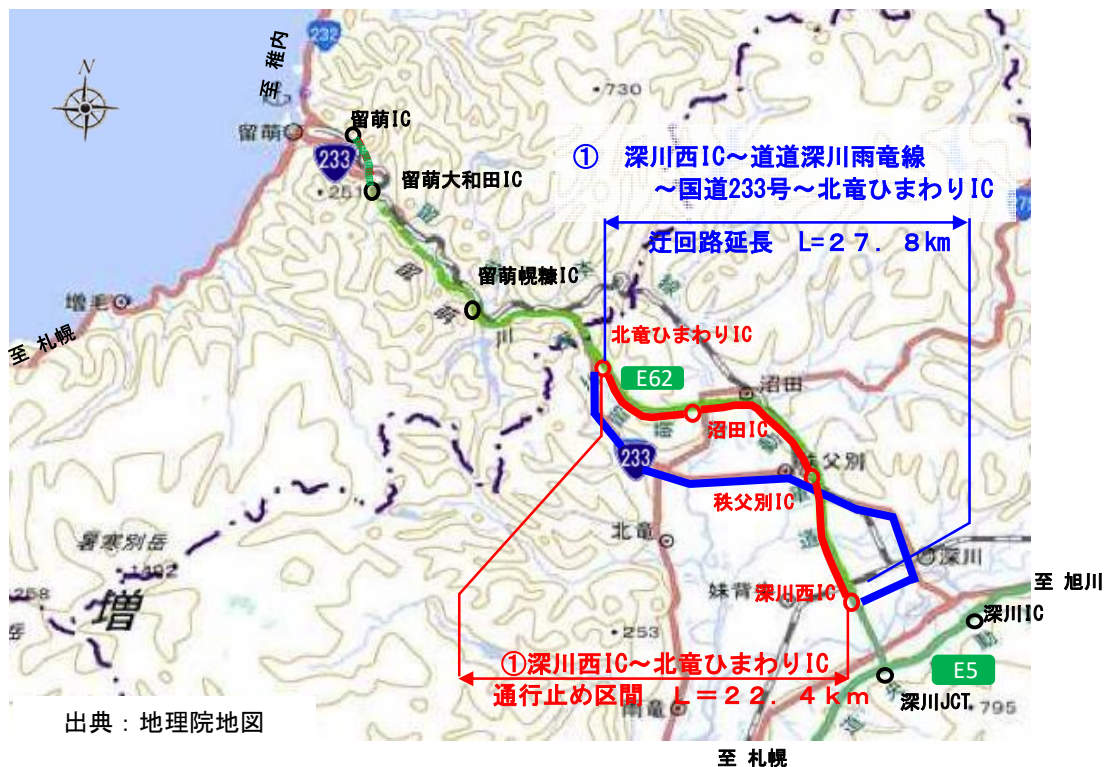 232
至 稚内
N
730
留萌IC
留萌
233
251
留萌大和田IC
① 深川西IC～道道深川雨竜線
～国道233号～北竜ひまわりIC
迂回路延長 L=２７．８km
留萌幌糠IC
増毛
至 札幌
川
線
北竜ひまわりIC
E62
沼田
沼田IC
233
秩父別
秩父別IC
北竜
暑寒別岳
1492
258
増
岳
深川
妹背牛
深川西IC
至 旭川
深川IC
253
①深川西IC～北竜ひまわりIC
通行止め区間 Ｌ＝２２．４ｋｍ
E5
雨竜
深川JCT
795
道
出典：地理院地図
至 札幌